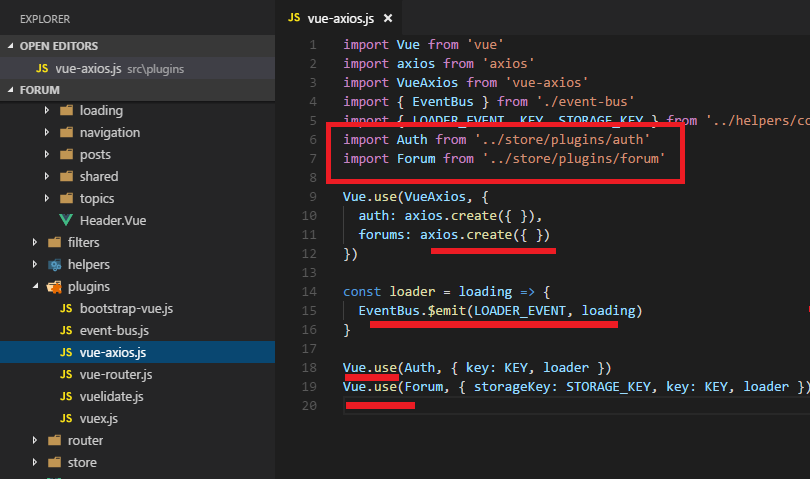 EXPLORER
OPEN EDITORS
JS vue-axios.js src\plugins
FORUM
loading
navigation
posts
shared
topics
Header.Vue
filters
helpers
plugins
JS bootstrap-vue.js
JS event-bus.js
JS vue-axios.js
JS vue-router.js
JS vuelidate.js
JS vuex.js
router
store
JS vue-axios.js ×
1 import Vue from 'vue'
2 import axios from 'axios'
3 import VueAxios from 'vue-axios'
4 import { EventBus } from './event-bus'
5 import { LOADER_EVENT, KEY, STORAGE_KEY } from '../helpers/co
6 import Auth from '../store/plugins/auth'
7 import Forum from '../store/plugins/forum'
8
9 Vue.use(VueAxios, {
10 auth: axios.create({ }),
11 forums: axios.create({ })
12 })
13
14 const loader = loading => {
15 EventBus.$emit(LOADER_EVENT, loading)
16 }
17
18 Vue.use(Auth, { key: KEY, loader })
19 Vue.use(Forum, { storageKey: STORAGE_KEY, key: KEY, loader })
20